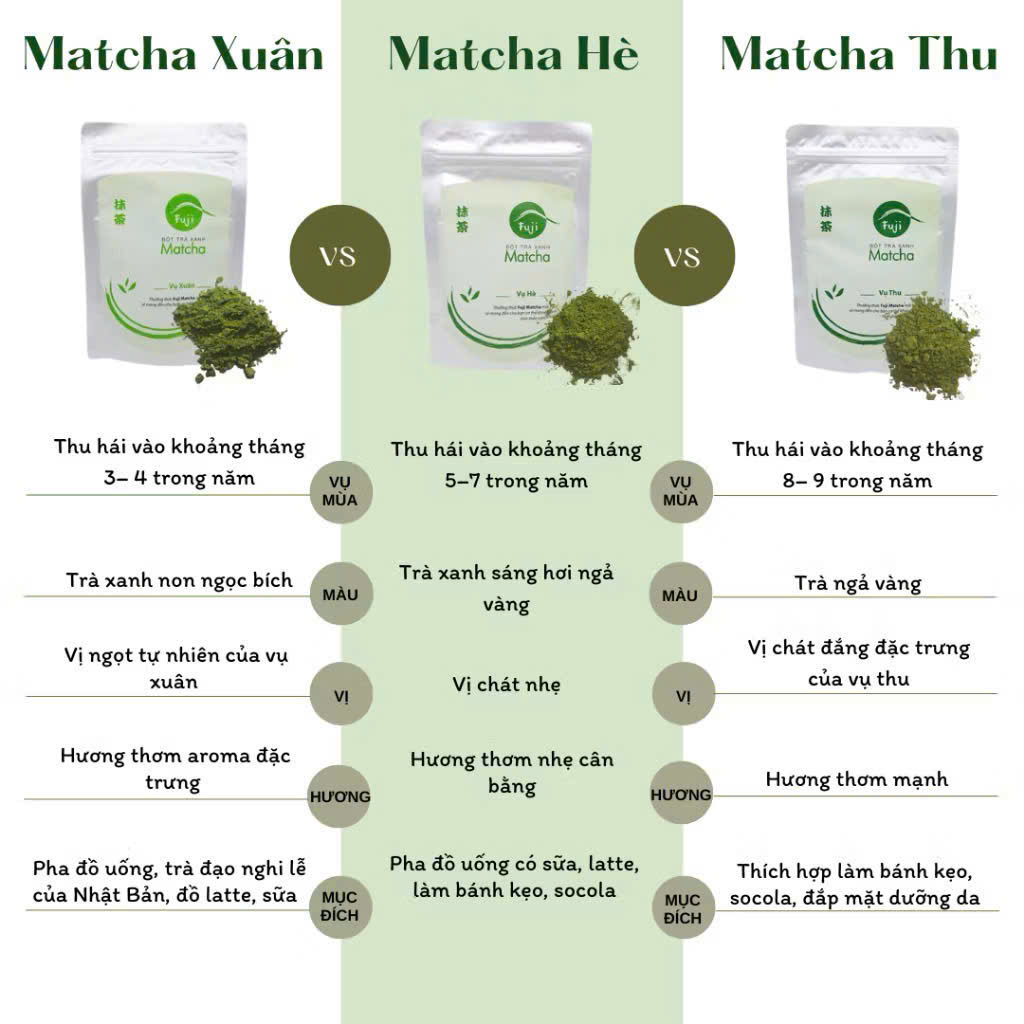 Matcha Xuân
Matcha Hè
Matcha Thu
抹
茶
Fuji
BỘT TRÀ XANH
Matcha
Vụ Xuân
抹
茶
Fuji
BỘT TRÀ XANH
Matcha
Vụ Hè
抹
茶
Fuji
BỘT TRÀ XANH
Matcha
Vụ Thu
VS
VS
Thu hái vào khoảng tháng
3– 4 trong năm
VỤ
MÙA
Thu hái vào khoảng tháng
5–7 trong năm
VỤ
MÙA
Thu hái vào khoảng tháng
8– 9 trong năm
Trà xanh non ngọc bích
MÀU
Trà xanh sáng hơi ngả
vàng
MÀU
Trà ngả vàng
Vị ngọt tự nhiên của vụ
xuân
VỊ
Vị chát nhẹ
VỊ
Vị chát đắng đặc trưng
của vụ thu
Hương thơm aroma đặc
trưng
HƯƠNG
Hương thơm nhẹ cân
bằng
HƯƠNG
Hương thơm mạnh
Pha đồ uống, trà đạo nghi lễ
của Nhật Bản, đồ latte, sữa
MỤC
ĐÍCH
Pha đồ uống có sữa, latte,
làm bánh kẹo, socola
MỤC
ĐÍCH
Thích hợp làm bánh kẹo,
socola, đắp mặt dưỡng da